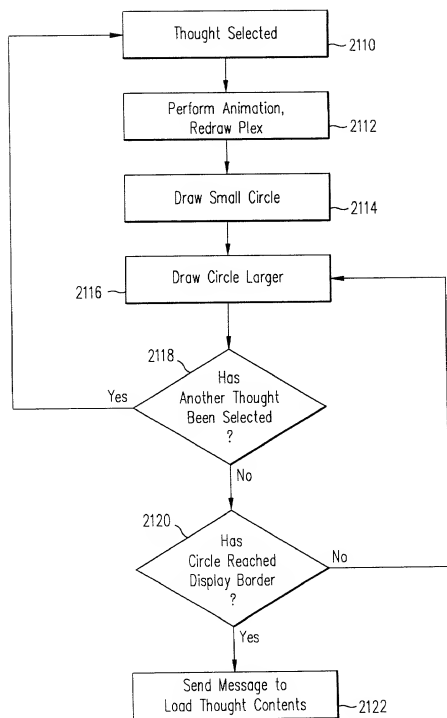 Thought Selected
2110
Perform Animation,
Redraw Plex
2112
Draw Small Circle
2114
Draw Circle Larger
2116
2118
Has
Another Thought
Been Selected
?
Yes
No
2120
Has
Circle Reached
Display Border
?
No
Yes
Send Message to
Load Thought Contents
2122